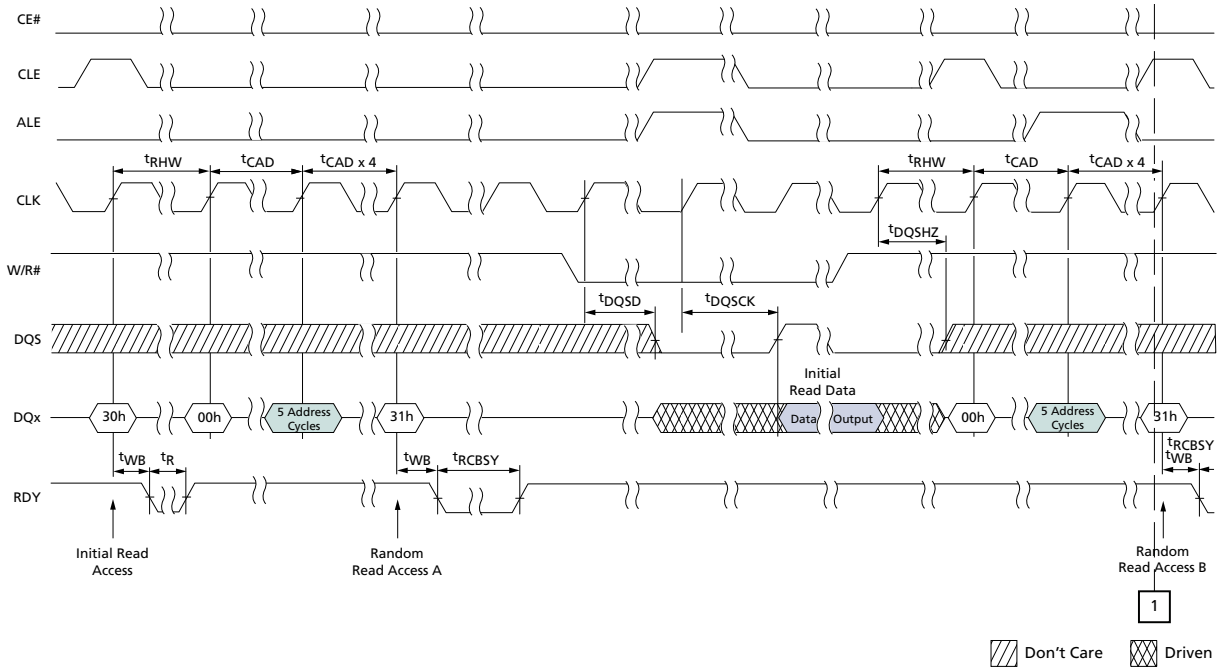 CE#
CLE
ALE
tRHW tCAD tCAD x 4 tRHW tCAD tCAD x 4
CLK
tDQSHZ
W/R#
tDQSD tDQSCK
DQS
Initial
Read Data
DQx 30h 00h 5 Address
Cycles 31h Data Output 00h 5 Address
Cycles 31h
tWB tR tWB tRCBSY tRCBSY
tWB
RDY
Initial Read
Access
Random
Read Access A
Random
Read Access B
1
Don't Care Driven